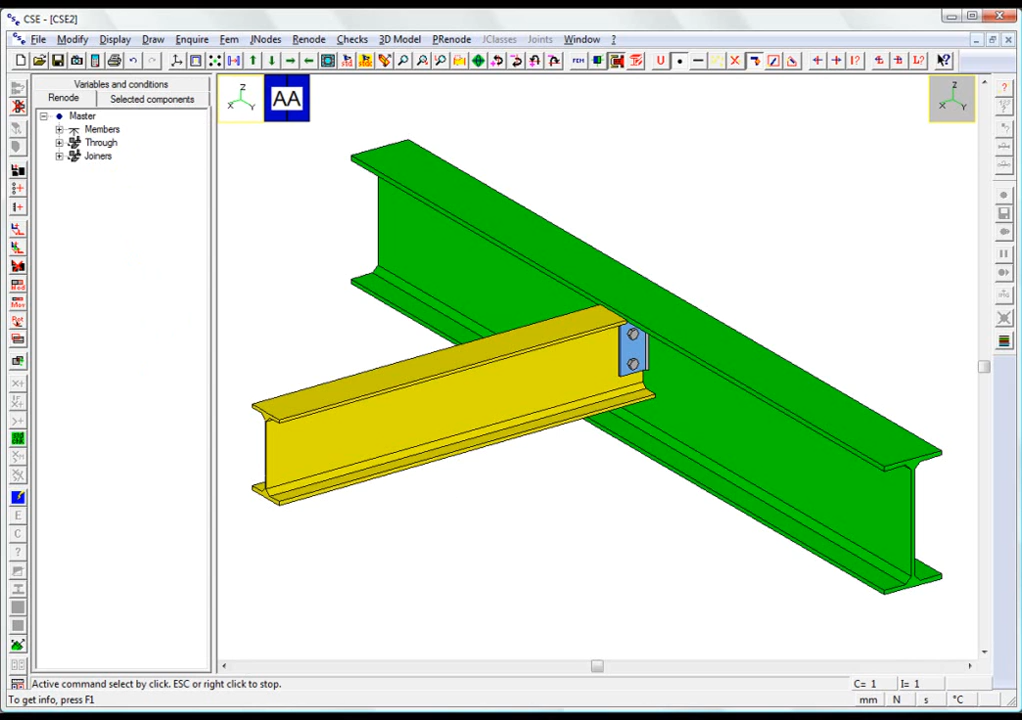 CSE - [CSE2]
File Modify Display Draw Enquire Fem JNodes Renode Checks 3D Model PRenode JClasses Joints Window ?
Variables and conditions
Renode Selected components
Master
Members
Through
Joiners
Z
X Y
AA
Z
X Y
Active command select by click. ESC or right click to stop.
C= 1 I= 1
To get info, press F1
mm N s °C